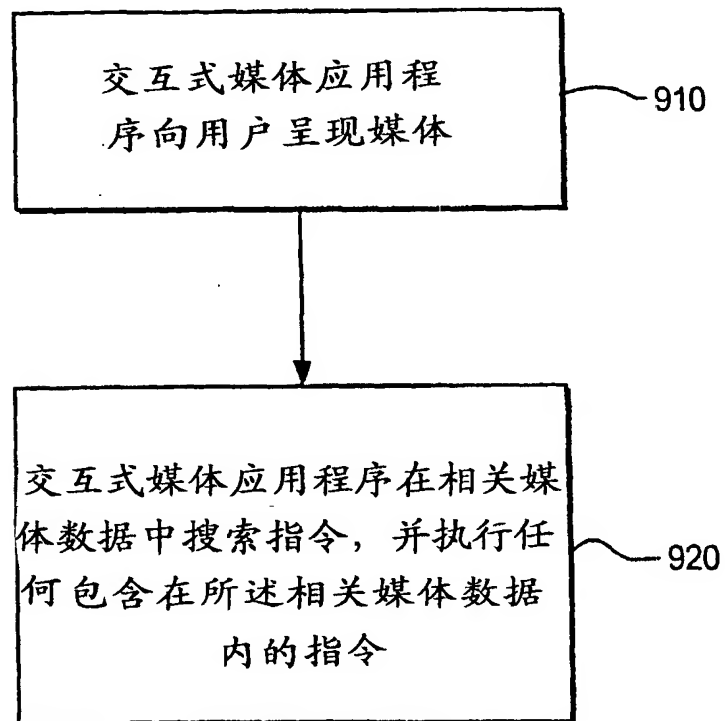 交互式媒体应用程
序向用户呈现媒体
910
交互式媒体应用程序在相关媒
体数据中搜索指令，并执行任
何包含在所述相关媒体数据
内的指令
920